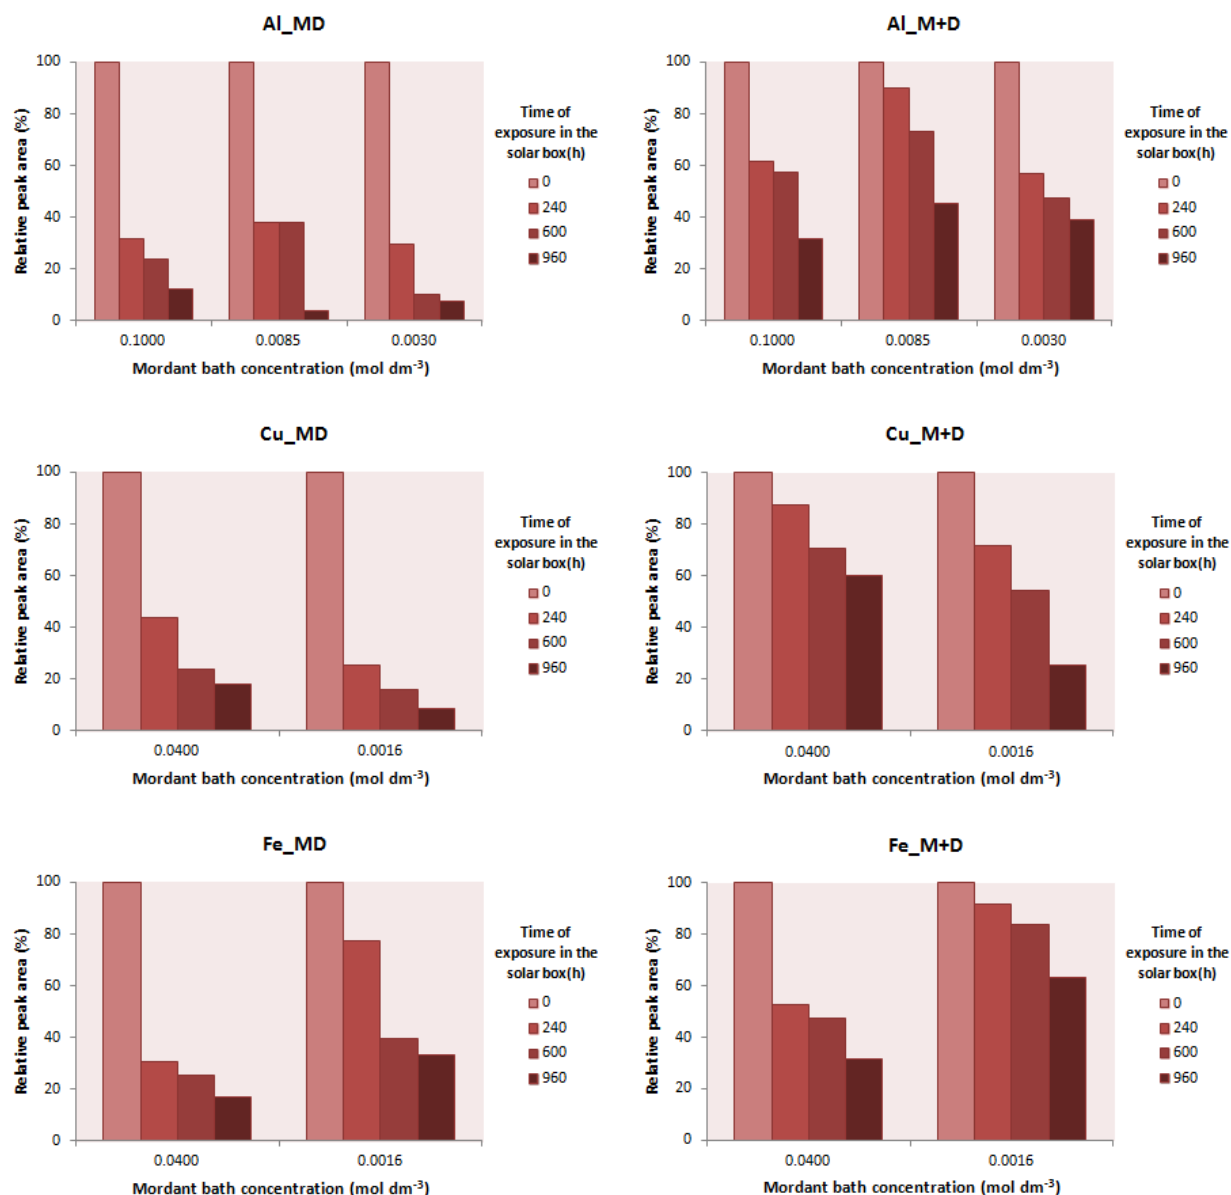 Al_MD
Relative peak area (%)
100
80
60
40
20
0
0.1000 0.0085 0.0030
Mordant bath concentration (mol dm-3)
Time of
exposure in the
solar box(h)
0
240
600
960
Al_M+D
Relative peak area (%)
100
80
60
40
20
0
0.1000 0.0085 0.0030
Mordant bath concentration (mol dm-3)
Time of
exposure in the
solar box(h)
0
240
600
960
Cu_MD
Relative peak area (%)
100
80
60
40
20
0
0.0400 0.0016
Mordant bath concentration (mol dm-3)
Time of
exposure in the
solar box(h)
0
240
600
960
Cu_M+D
Relative peak area (%)
100
80
60
40
20
0
0.0400 0.0016
Mordant bath concentration (mol dm-3)
Time of
exposure in the
solar box(h)
0
240
600
960
Fe_MD
Relative peak area (%)
100
80
60
40
20
0
0.0400 0.0016
Mordant bath concentration (mol dm-3)
Time of
exposure in the
solar box(h)
0
240
600
960
Fe_M+D
Relative peak area (%)
100
80
60
40
20
0
0.0400 0.0016
Mordant bath concentration (mol dm-3)
Time of
exposure in the
solar box(h)
0
240
600
960